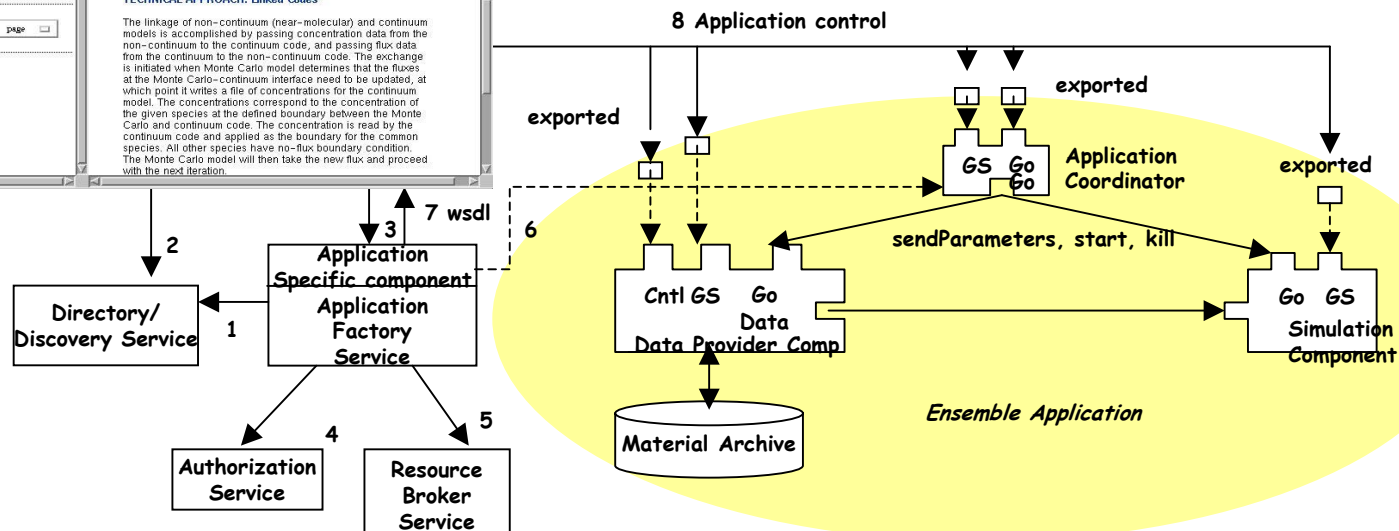 TECHNICAL APPROACH: Linked Codes
page
The linkage of non-continuum (near-molecular) and continuum
models is accomplished by passing concentration data from the
non-continuum to the continuum code, and passing flux data
from the continuum to the non-continuum code. The exchange
is initiated when Monte Carlo model determines that the fluxes
at the Monte Carlo-continuum interface need to be updated, at
which point it writes a file of concentrations for the continuum
model. The concentrations correspond to the concentration of
the given species at the defined boundary between the Monte
Carlo and continuum code. The concentration is read by the
continuum code and applied as the boundary for the common
species. All other species have no-flux boundary condition.
The Monte Carlo model will then take the new flux and proceed
with the next iteration.
8 Application control
exported
exported
exported
GS Go
Go
Application
Coordinator
sendParameters, start, kill
7 wsdl
6
2
3
1
Application
Specific component
Application
Factory
Service
Directory/
Discovery Service
4
5
Authorization
Service
Resource
Broker
Service
Cntl GS Go
Data
Data Provider Comp
Material Archive
Go GS
Simulation
Component
Ensemble Application